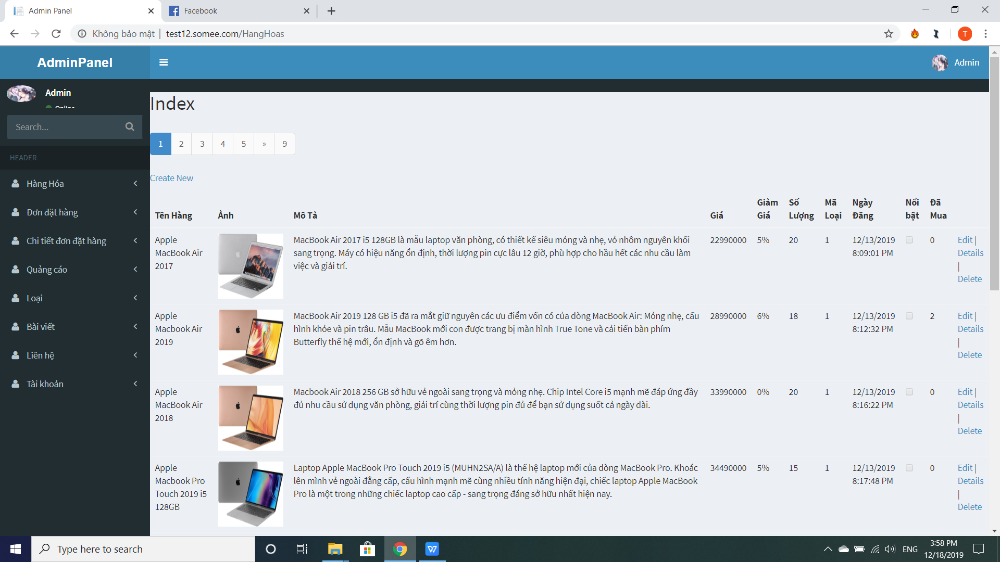 Admin Panel
Facebook
Không bảo mật | test12.somee.com/HangHoas
T
AdminPanel
Admin
Admin
Online
Search...
HEADER
Hàng Hóa
Đơn đặt hàng
Chi tiết đơn đặt hàng
Quảng cáo
Loại
Bài viết
Liên hệ
Tài khoản
Index
1 2 3 4 5 » 9
Create New
Tên Hàng
Ảnh
Mô Tả
Giá
Giảm
Giá
Số
Lượng
Mã
Loại
Ngày
Đăng
Nổi
bật
Đã
Mua
Apple
MacBook Air
2017
MacBook Air 2017 i5 128GB là mẫu laptop văn phòng, có thiết kế siêu mỏng và nhẹ, vỏ nhôm nguyên khối
sang trọng. Máy có hiệu năng ổn định, thời lượng pin cực lâu 12 giờ, phù hợp cho hầu hết các nhu cầu làm
việc và giải trí.
22990000
5%
20
1
12/13/2019
8:09:01 PM
0
Edit |
Details
|
Delete
Apple
Macbook Air
2019
MacBook Air 2019 128 GB i5 đã ra mắt giữ nguyên các ưu điểm vốn có của dòng MacBook Air: Mỏng nhẹ, cấu
hình khỏe và pin trâu. Mẫu MacBook mới con được trang bị màn hình True Tone và cải tiến bàn phím
Butterfly thế hệ mới, ổn định và gõ êm hơn.
28990000
6%
18
1
12/13/2019
8:12:32 PM
2
Edit |
Details
|
Delete
Apple
MacBook Air
2018
Macbook Air 2018 256 GB sở hữu vẻ ngoài sang trọng và mỏng nhẹ. Chip Intel Core i5 mạnh mẽ đáp ứng đầy
đủ nhu cầu sử dụng văn phòng, giải trí cùng thời lượng pin đủ để bạn sử dụng suốt cả ngày dài.
33990000
0%
20
1
12/13/2019
8:16:22 PM
0
Edit |
Details
|
Delete
Apple
Macbook Pro
Touch 2019 i5
128GB
Laptop Apple MacBook Pro Touch 2019 i5 (MUHN2SA/A) là thế hệ laptop mới của dòng MacBook Pro. Khoác
lên mình vẻ ngoài đẳng cấp, cấu hình mạnh mẽ cùng nhiều tính năng hiện đại, chiếc laptop Apple MacBook
Pro là một trong những chiếc laptop cao cấp - sang trọng đáng sở hữu nhất hiện nay.
34490000
5%
15
1
12/13/2019
8:17:48 PM
0
Edit |
Details
|
Delete
Type here to search
ENG
3:58 PM
12/18/2019